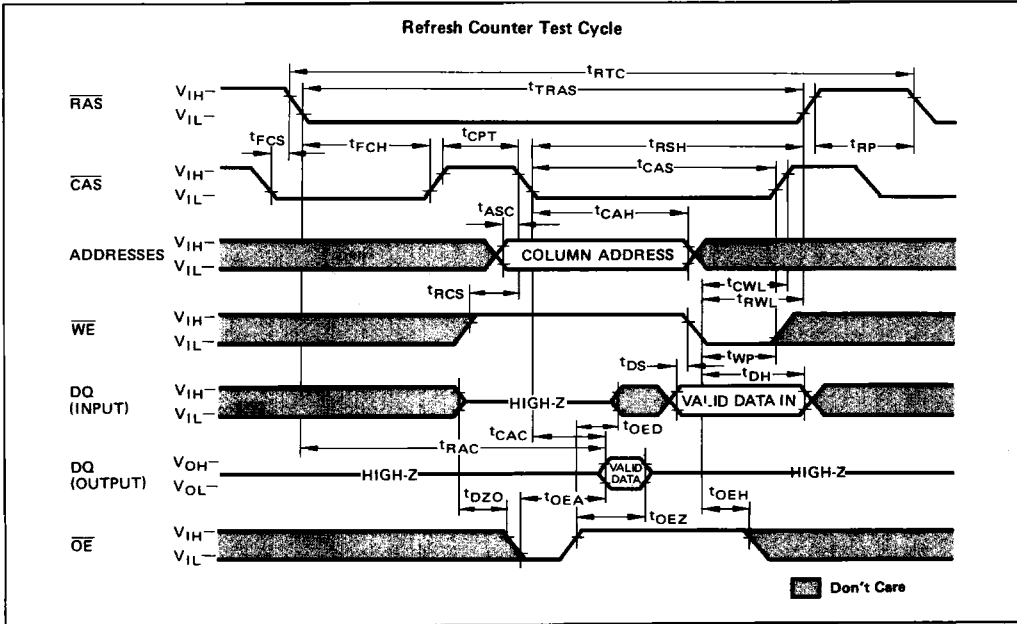 Refresh Counter Test Cycle
tRTC
RAS VIH–
tTRAS
VIL–
tFCS tFCH tCPT tRSH tRP
CAS VIH–
tCAS
VIL–
tASC tCAH
ADDRESSES VIH–
COLUMN ADDRESS
VIL–
tRCS tCWL
tRWL
WE VIH–
VIL–
tWP
tDS tDH
DQ (INPUT) VIH–
HIGH-Z VALID DATA IN
VIL–
tCAC tOED
tRAC
DQ (OUTPUT) VOH–
HIGH-Z VALID DATA HIGH-Z
VOL–
tDZO tOEA tOEZ tOEH
OE VIH–
VIL–
Don't Care